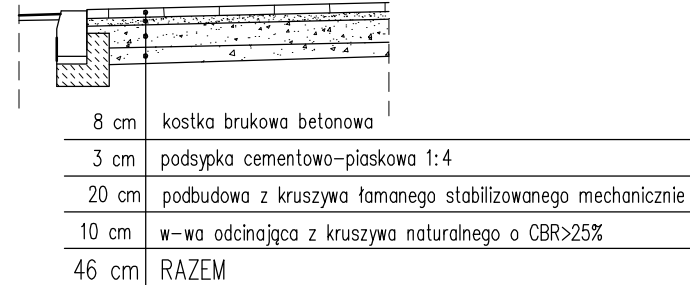 8 cm kostka brukowa betonowa
3 cm podsypka cementowo-piaskowa 1:4
20 cm podbudowa z kruszywa łamanego stabilizowanego mechanicznie
10 cm w-wa odcinająca z kruszywa naturalnego o CBR>25%
46 cm RAZEM